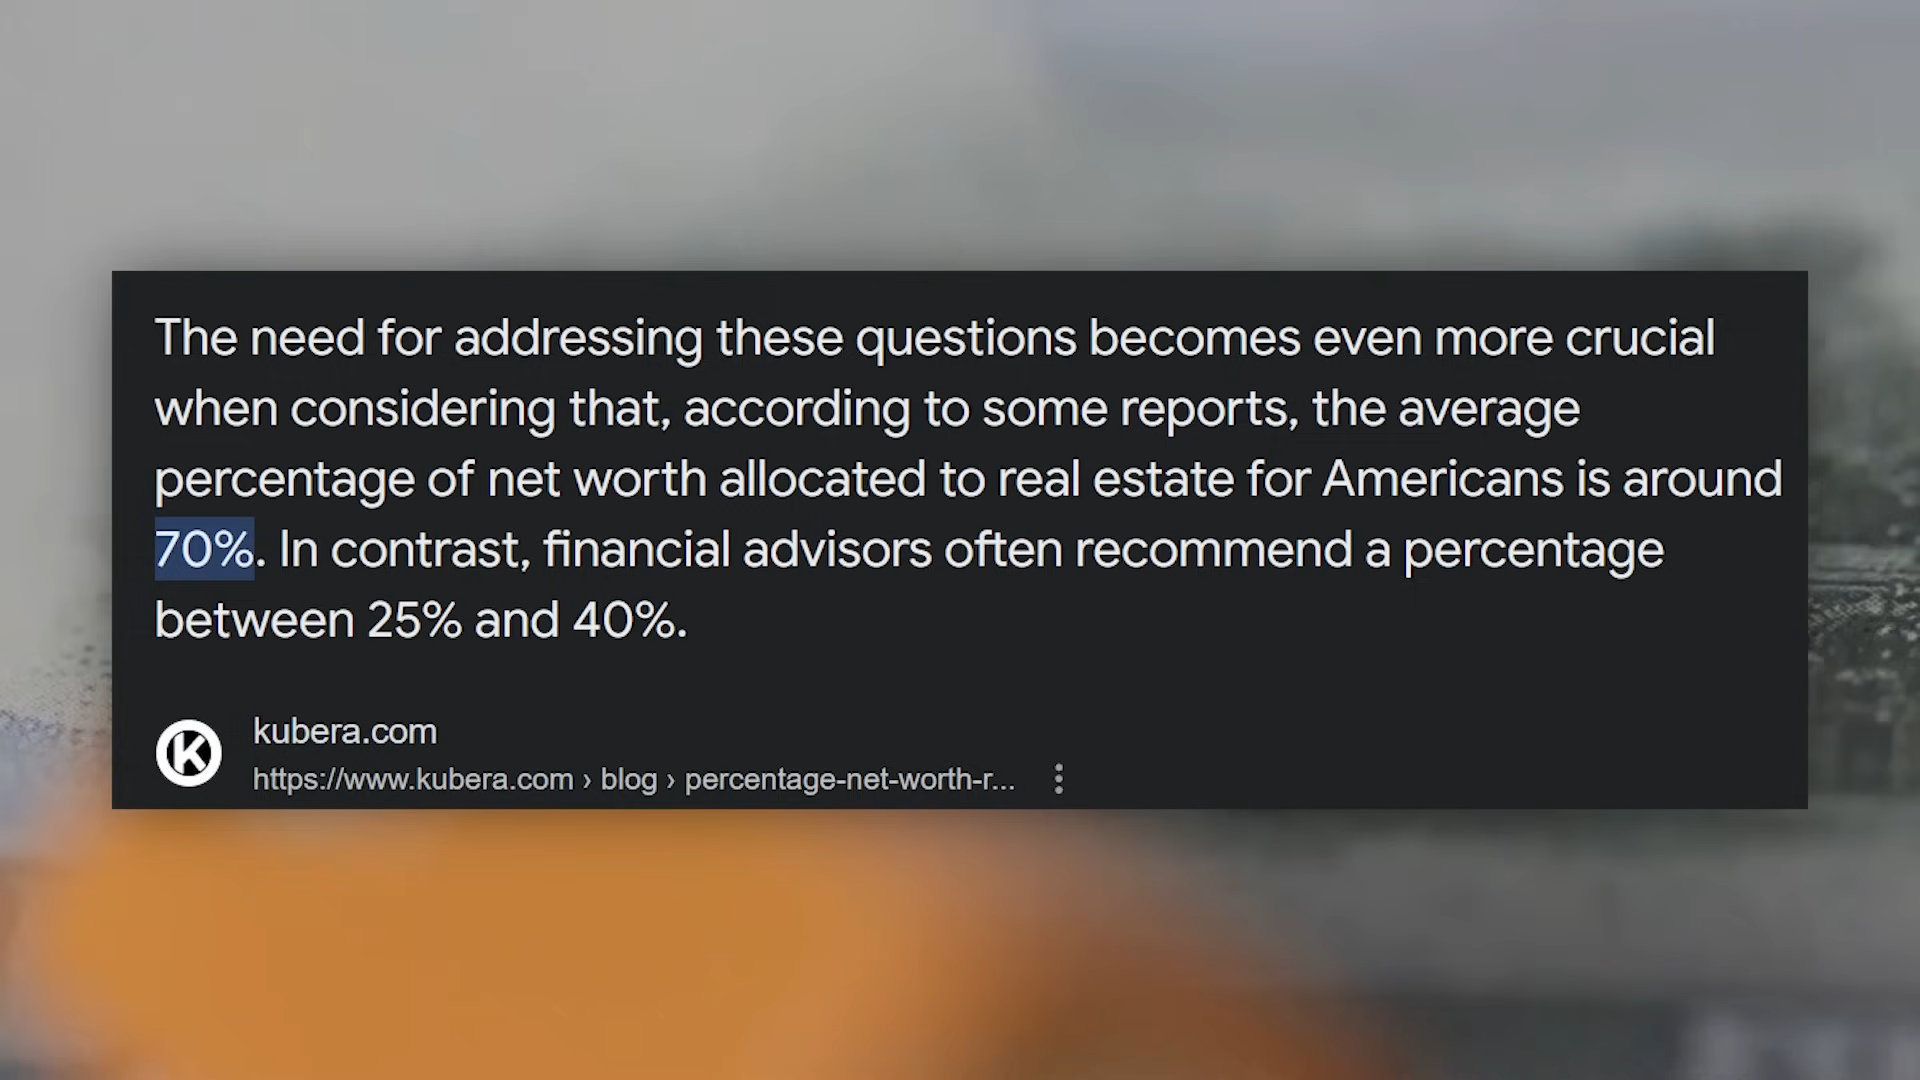 The need for addressing these questions becomes even more crucial
when considering that, according to some reports, the average
percentage of net worth allocated to real estate for Americans is around
70%. In contrast, financial advisors often recommend a percentage
between 25% and 40%.
K
kubera.com
https://www.kubera.com › blog › percentage-net-worth-r...